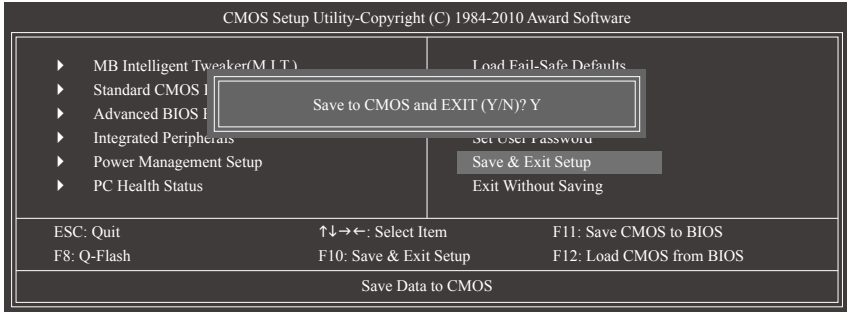 CMOS Setup Utility-Copyright (C) 1984-2010 Award Software
MB Intelligent Tweaker(M.I.T.)
Standard CMOS
Advanced BIOS
Integrated Peripherals
Power Management Setup
PC Health Status
Load Fail-Safe Defaults
Set User Password
Save & Exit Setup
Exit Without Saving
Save to CMOS and EXIT (Y/N)? Y
ESC: Quit
↑↓→←: Select Item
F11: Save CMOS to BIOS
F8: Q-Flash
F10: Save & Exit Setup
F12: Load CMOS from BIOS
Save Data to CMOS